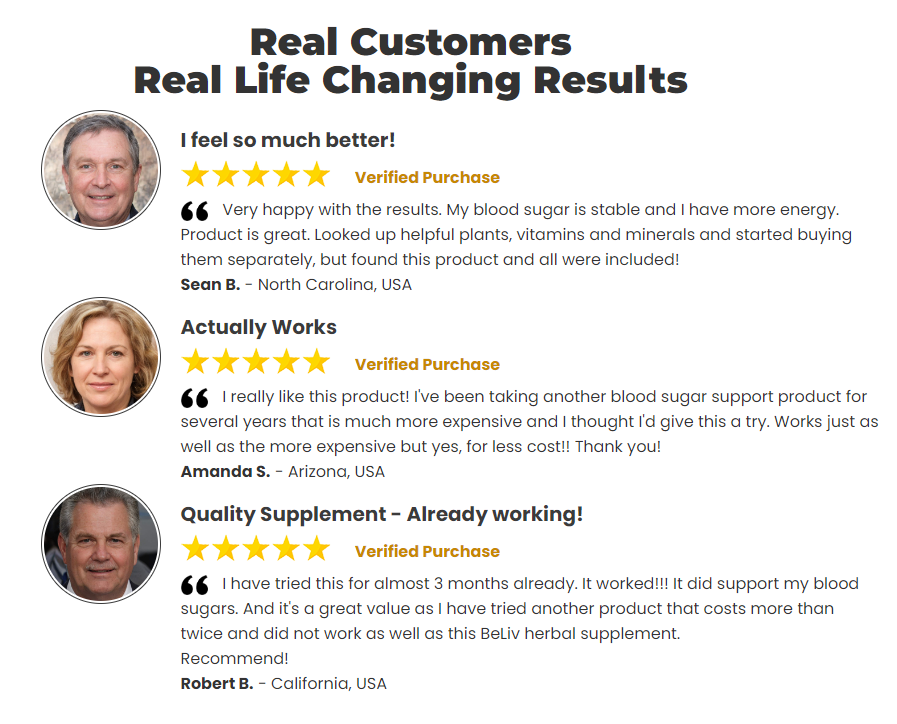 Real Customers
Real Life Changing Results
I feel so much better!
Verified Purchase
Very happy with the results. My blood sugar is stable and I have more energy.
Product is great. Looked up helpful plants, vitamins and minerals and started buying
them separately, but found this product and all were included!
Sean B. - North Carolina, USA
Actually Works
Verified Purchase
I really like this product! I've been taking another blood sugar support product for
several years that is much more expensive and I thought I'd give this a try. Works just as
well as the more expensive but yes, for less cost!! Thank you!
Amanda S. - Arizona, USA
Quality Supplement - Already working!
Verified Purchase
I have tried this for almost 3 months already. It worked!!! It did support my blood
sugars. And it's a great value as I have tried another product that costs more than
twice and did not work as well as this BeLiv herbal supplement.
Recommend!
Robert B. - California, USA